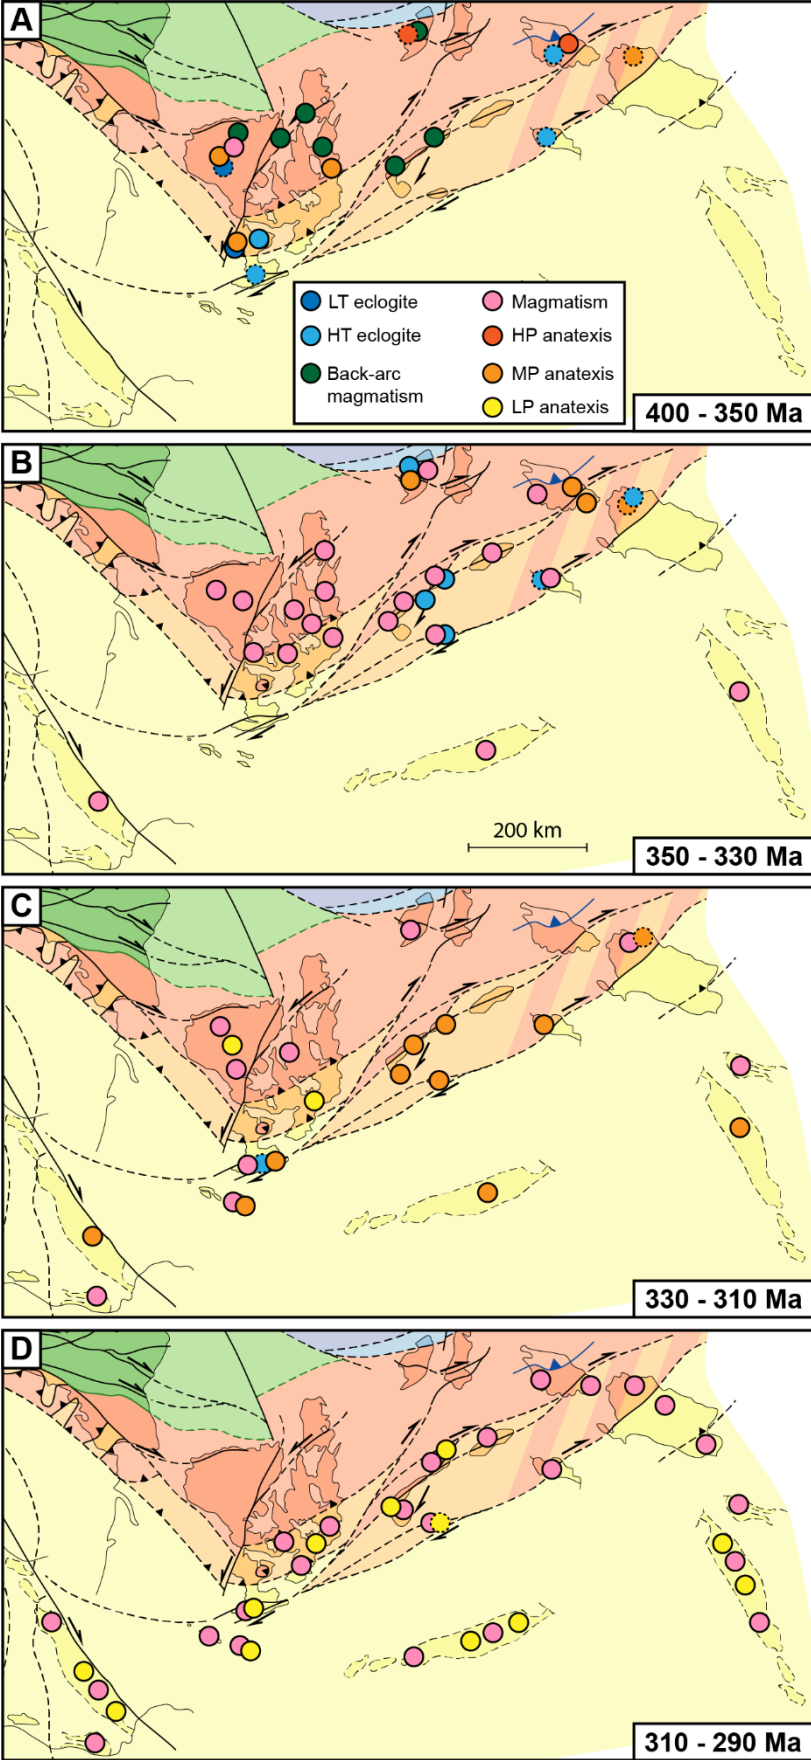 A
LT eclogite
HT eclogite
Back-arc
magmatism
Magmatism
HP anatexis
MP anatexis
LP anatexis
400 - 350 Ma
B
200 km
350 - 330 Ma
C
330 - 310 Ma
D
310 - 290 Ma